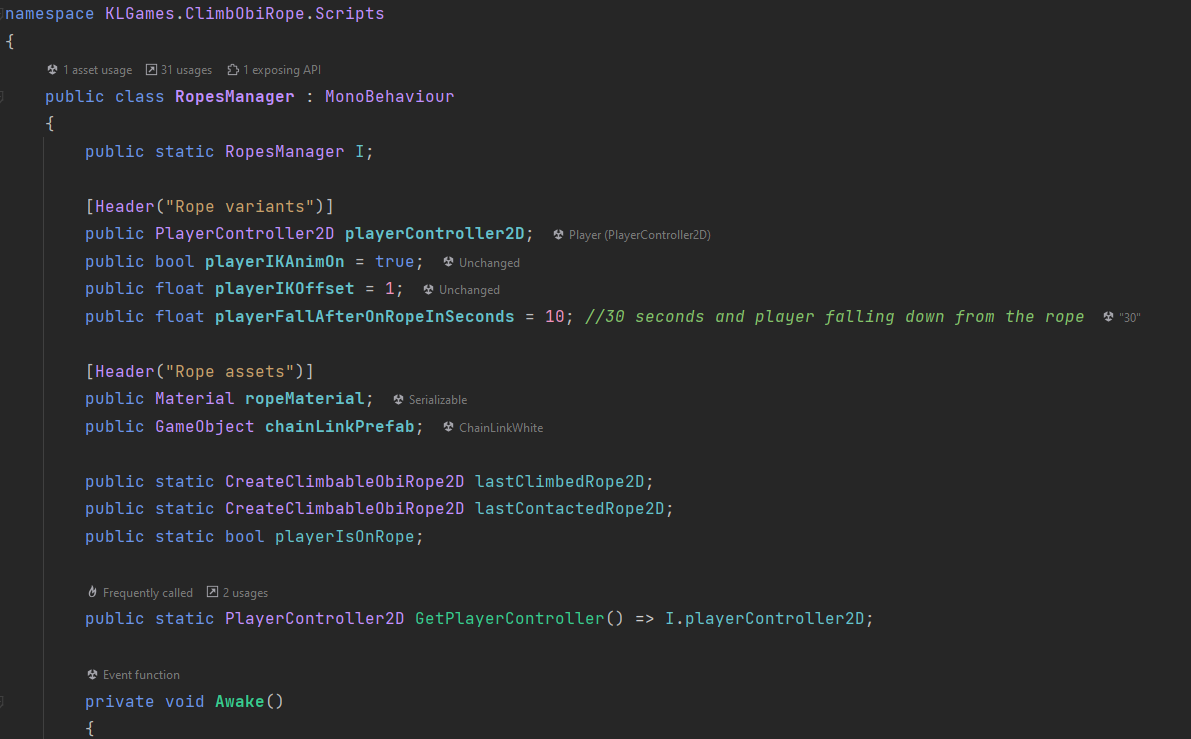 namespace KLGames.ClimbObiRope.Scripts
{
1 asset usage 31 usages 1 exposing API
public class RopesManager : MonoBehaviour
{
public static RopesManager I;
[Header("Rope variants")]
public PlayerController2D playerController2D; Player (PlayerController2D)
public bool playerIKAnimOn = true; Unchanged
public float playerIKOffset = 1; Unchanged
public float playerFallAfterOnRopeInSeconds = 10; //30 seconds and player falling down from the rope "30"
[Header("Rope assets")]
public Material ropeMaterial; Serializable
public GameObject chainLinkPrefab; ChainLinkWhite
public static CreateClimbableObiRope2D lastClimbedRope2D;
public static CreateClimbableObiRope2D lastContactedRope2D;
public static bool playerIsOnRope;
Frequently called 2 usages
public static PlayerController2D GetPlayerController() => I.playerController2D;
Event function
private void Awake()
{